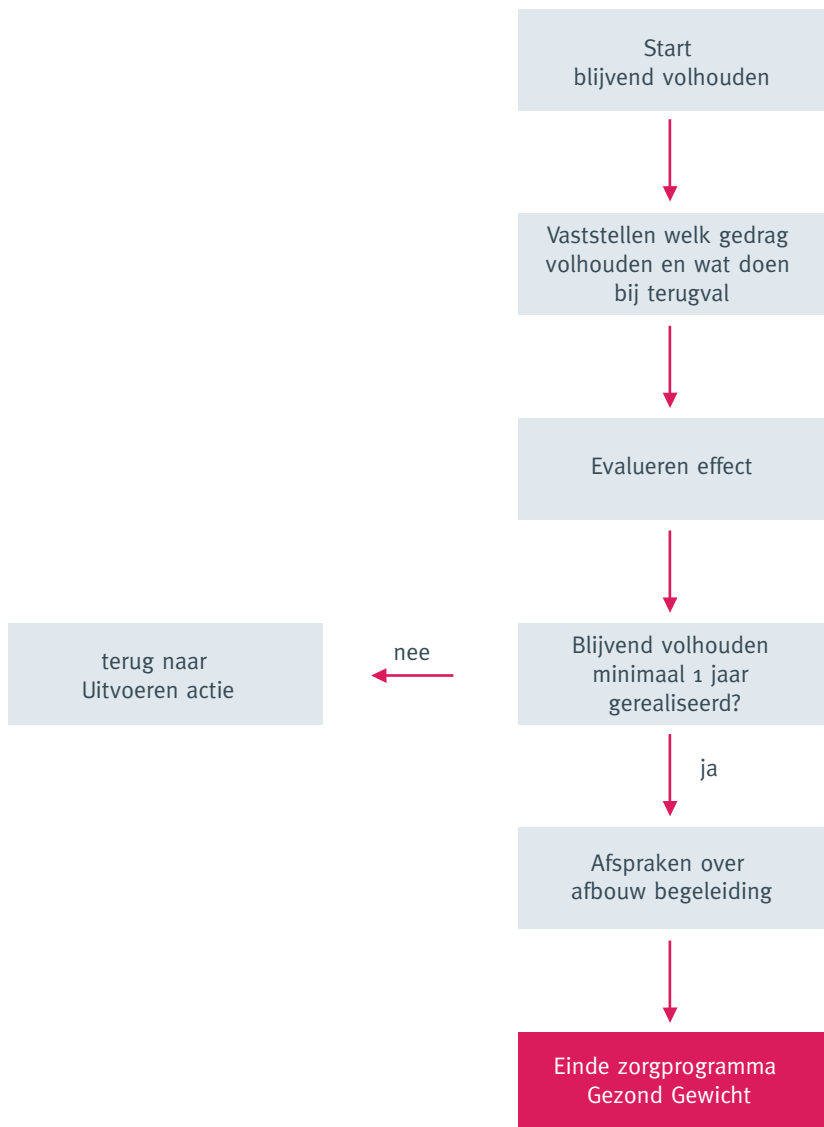 Start
blijvend volhouden
Vaststellen welk gedrag
volhouden en wat doen
bij terugval
Evalueren effect
Blijvend volhouden
minimaal 1 jaar
gerealiseerd?
nee
terug naar
Uitvoeren actie
ja
Afspraken over
afbouw begeleiding
Einde zorgprogramma
Gezond Gewicht